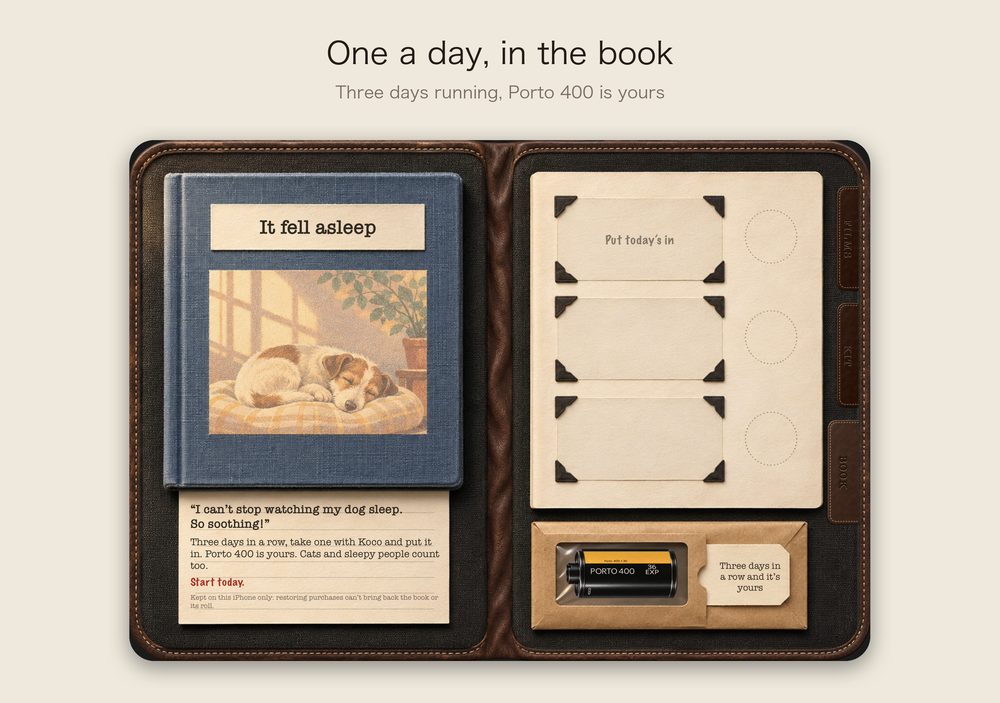 One a day, in the book
Three days running, Porto 400 is yours
It fell asleep
“I can’t stop watching my dog sleep.
So soothing!”
Three days in a row, take one with Koco and put it
in. Porto 400 is yours. Cats and sleepy people count
too.
Start today.
Kept on this iPhone only: restoring purchases can’t bring back the book or
its roll.
Put today’s in
FILMS
KIT
BOOK
PORTO 400
36
EXP
Three days in
a row and it’s
yours